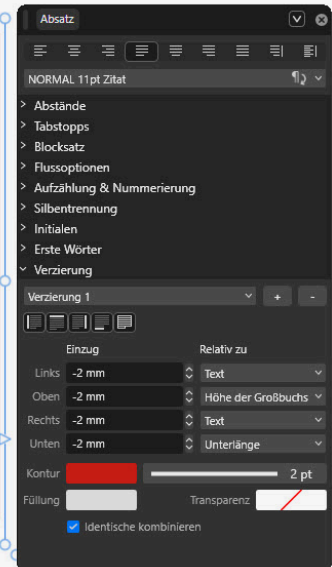 Absatz
NORMAL 11pt Zitat
Abstände
Tabstopps
Blocksatz
Flussoptionen
Aufzählung & Nummerierung
Silbentrennung
Initialen
Erste Wörter
Verzierung
Verzierung 1 + -
Einzug Relativ zu
Links -2 mm Text
Oben -2 mm Höhe der Großbuchs
Rechts -2 mm Text
Unten -2 mm Unterlänge
Kontur 2 pt
Füllung Transparenz
Identische kombinieren